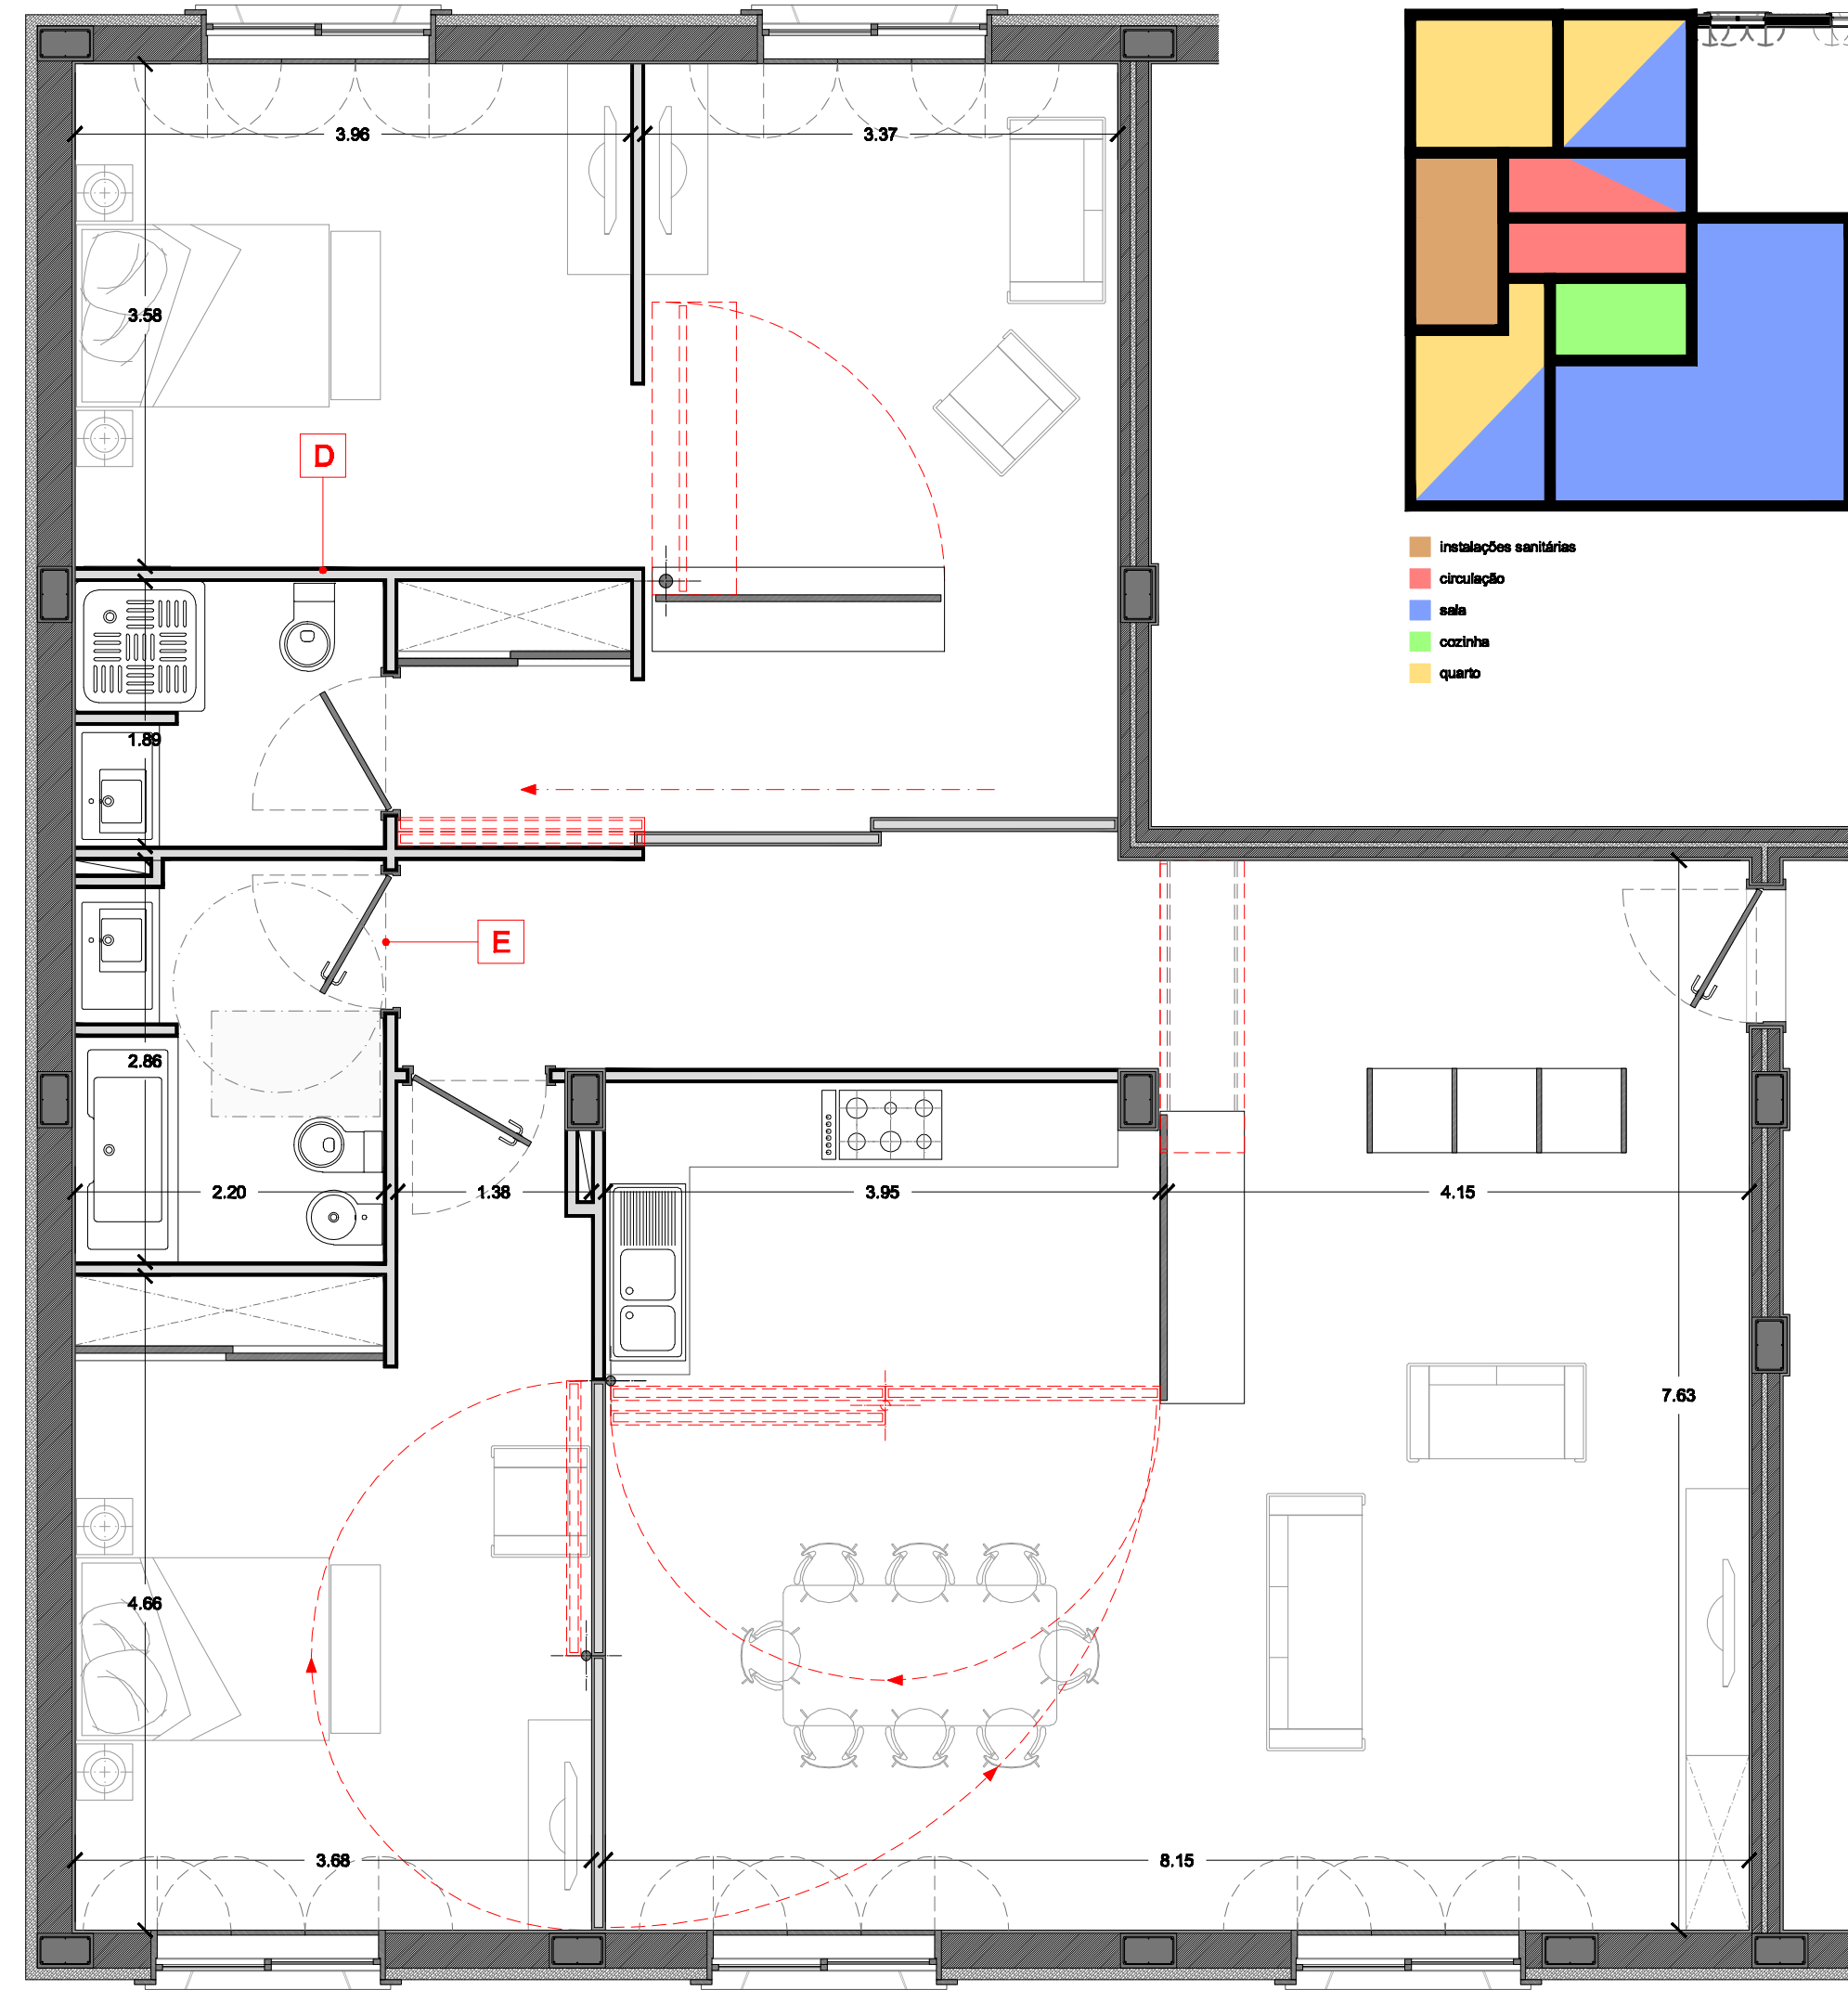 3.96
3.37
3.58
D
instalações sanitárias
circulação
sala
cozinha
quarto
1.89
E
2.86
2.20
1.38
3.95
4.15
7.63
4.66
3.68
8.15